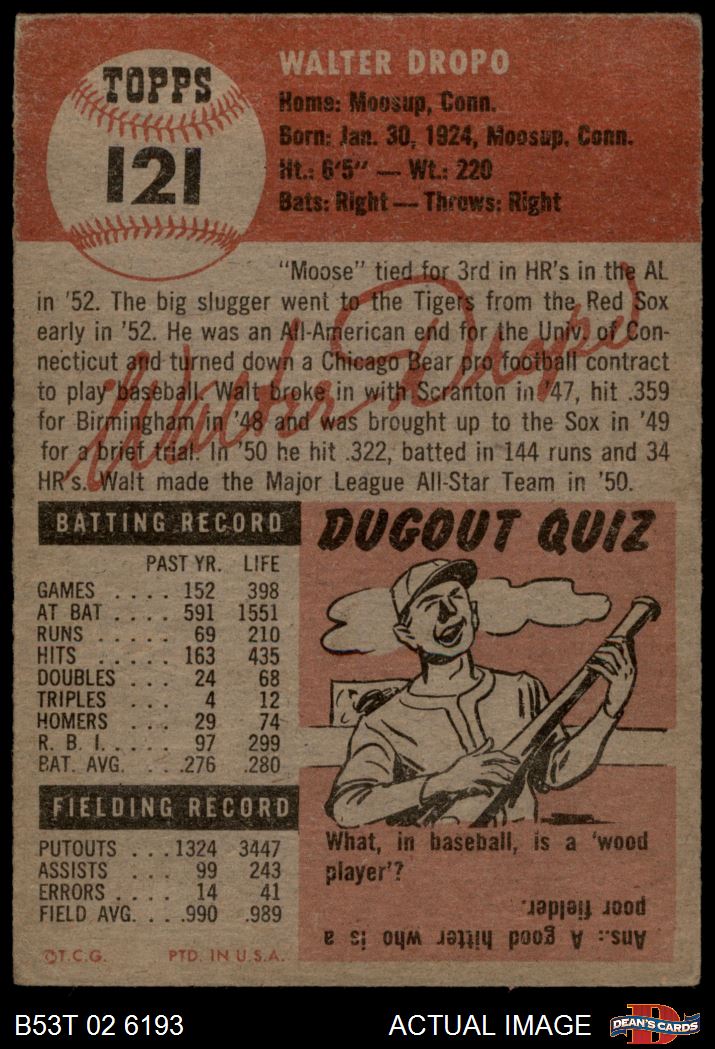 TOPPS
121
WALTER DROPO
Home: Moosup, Conn.
Born: Jan. 30, 1924, Moosup, Conn.
Ht.: 6'5" — Wt.: 220
Bats: Right — Throws: Right
"Moose" tied for 3rd in HR's in the AL
in '52. The big slugger went to the Tigers from the Red Sox
early in '52. He was an All-American end for the Univ. of Con-
necticut and turned down a Chicago Bear pro football contract
to play baseball. Walt broke in with Scranton in '47, hit .359
for Birmingham in '48 and was brought up to the Sox in '49
for a brief trial. In '50 he hit .322, batted in 144 runs and 34
HR's. Walt made the Major League All-Star Team in '50.
Walter Dropo
BATTING RECORD
PAST YR. LIFE
GAMES .... 152 398
AT BAT ... 591 1551
RUNS ..... 69 210
HITS ..... 163 435
DOUBLES ... 24 68
TRIPLES ... 4 12
HOMERS ... 29 74
R. B. I. .... 97 299
BAT. AVG. ...276 .280
FIELDING RECORD
PUTOUTS ...1324 3447
ASSISTS ... 99 243
ERRORS .... 14 41
FIELD AVG. ...990 .989
©T.C.G. PTD. IN U.S.A.
DUGOUT QUIZ
What, in baseball, is a 'wood
player'?
Ans.: A good hitter who is a
poor fielder.
B53T 02 6193
ACTUAL IMAGE
DEAN'S CARDS